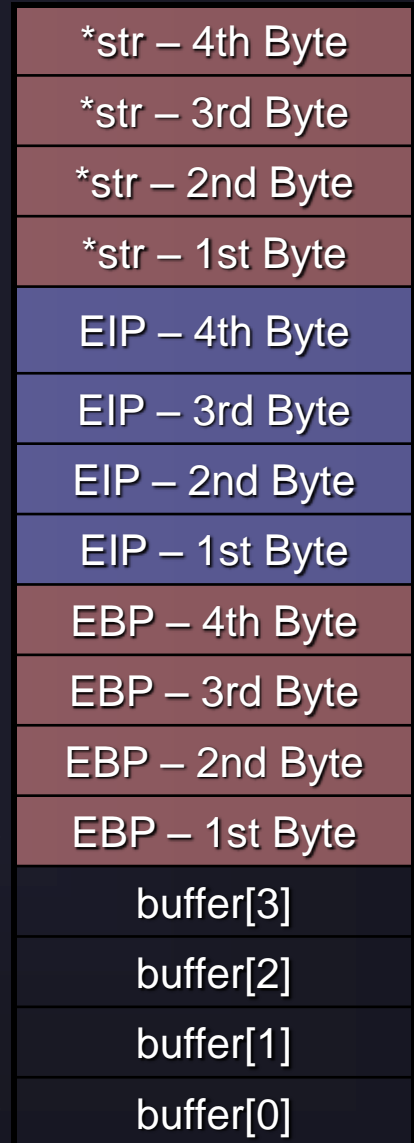 *str – 4th Byte
*str – 3rd Byte
*str – 2nd Byte
*str – 1st Byte
EIP – 4th Byte
EIP – 3rd Byte
EIP – 2nd Byte
EIP – 1st Byte
EBP – 4th Byte
EBP – 3rd Byte
EBP – 2nd Byte
EBP – 1st Byte
buffer[3]
buffer[2]
buffer[1]
buffer[0]